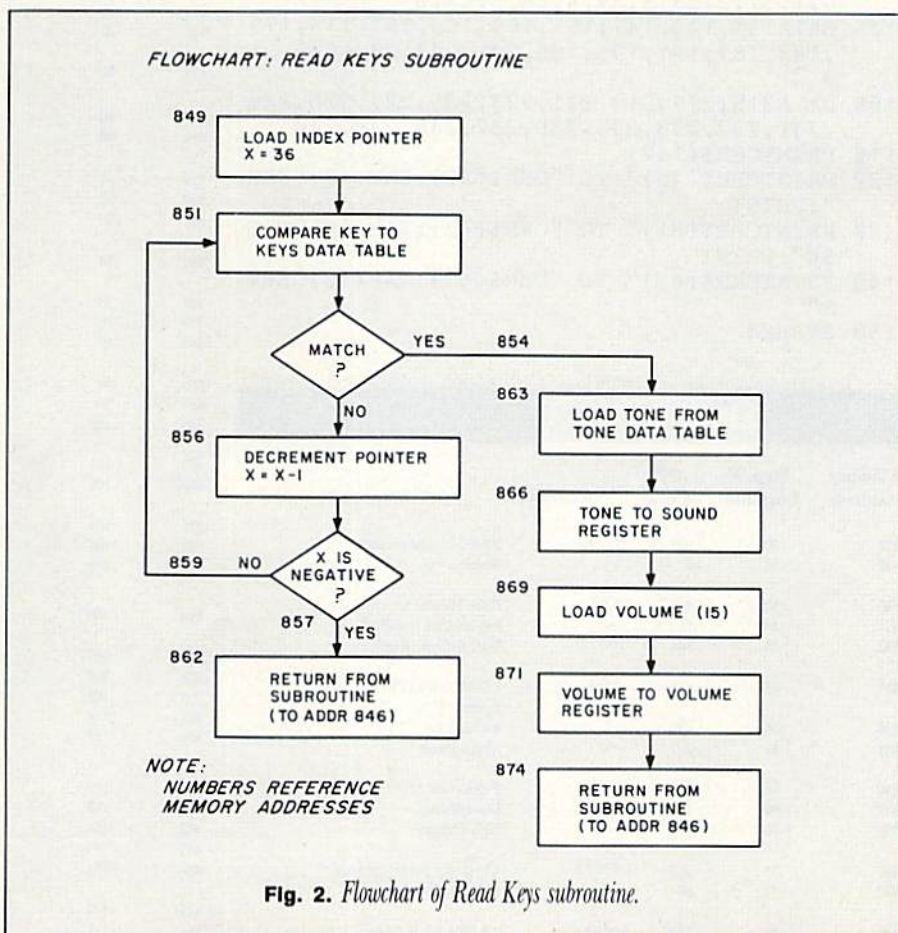 FLOWCHART: READ KEYS SUBROUTINE
849
LOAD INDEX POINTER
X = 36
851
COMPARE KEY TO
KEYS DATA TABLE
MATCH
?
YES
854
NO
856
DECREMENT POINTER
X = X-1
859
NO
X IS
NEGATIVE
?
857
YES
862
RETURN FROM
SUBROUTINE
(TO ADDR 846)
863
LOAD TONE FROM
TONE DATA TABLE
866
TONE TO SOUND
REGISTER
869
LOAD VOLUME (15)
871
VOLUME TO VOLUME
REGISTER
874
RETURN FROM
SUBROUTINE
(TO ADDR 846)
NOTE:
NUMBERS REFERENCE
MEMORY ADDRESSES
Fig. 2. Flowchart of Read Keys subroutine.